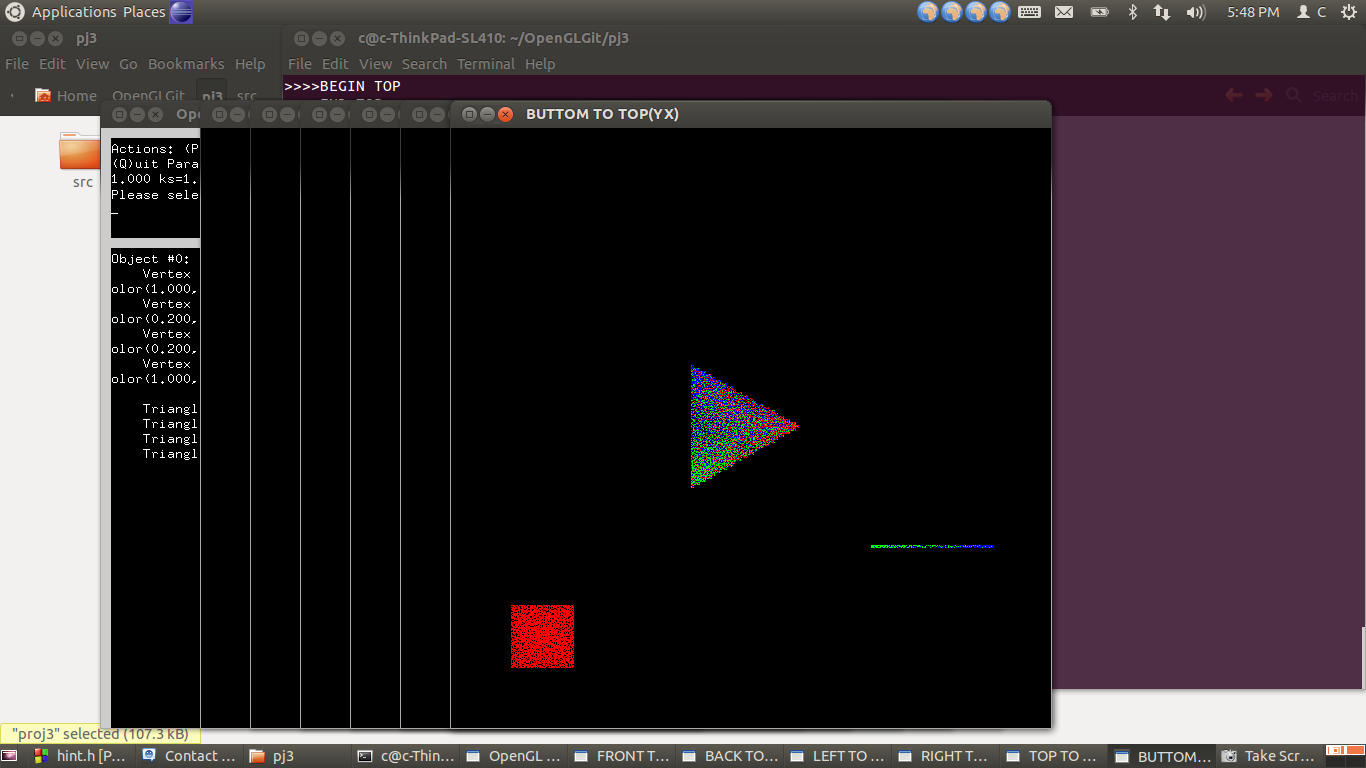 Applications Places
5:48 PM C
pj3
c@c-ThinkPad-SL410: ~/OpenGLGit/pj3
File Edit View Go Bookmarks Help
File Edit View Search Terminal Help
Home OpenGLGit pj3 src
>>>>BEGIN TOP
Search
BUTTOM TO TOP(YX)
Actions: (P
(Q)uit Para
1.000 ks=1.
Please sele
_
src
Object #0:
Vertex
olor(1.000,
Vertex
olor(0.200,
Vertex
olor(0.200,
Vertex
olor(1.000,
Triangl
Triangl
Triangl
Triangl
"proj3" selected (107.3 kB)
hint.h [P... Contact ... pj3 c@c-Thin... OpenGL ... FRONT T... BACK TO... LEFT TO ... RIGHT T... TOP TO ... BUTTOM... Take Scr...